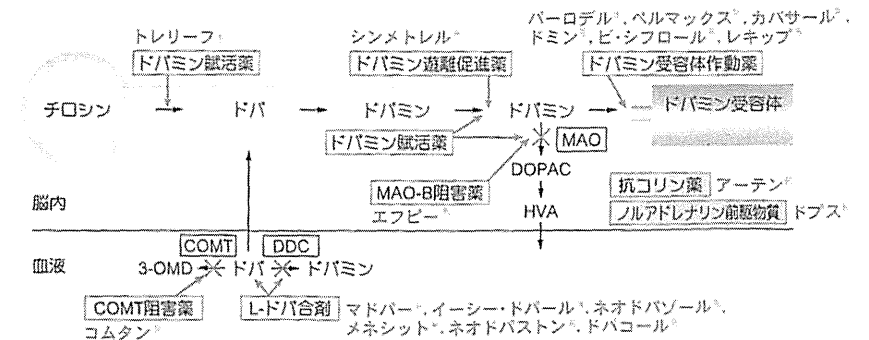 パーロデル®,ペルマックス®,カバサール®,
トレリーフ® シンメトレル® ドミン®,ビ・シフロール®,レキップ®
ドパミン賦活薬 ドパミン遊離促進薬 ドパミン受容体作動薬
チロシン ドパ ドパミン ドパミン ドパミン受容体
ドパミン賦活薬 MAO
DOPAC
MAO-B阻害薬 抗コリン薬 アーテン®
脳内 エフピー® HVA ノルアドレナリン前駆物質 ドプス®
COMT DDC
血液 3-OMD ドパ ドパミン
COMT阻害薬 L-ドパ合剤 マドパー®,イーシー・ドパール®,ネオドパゾール®,
コムタン® メネシット®,ネオドパストン®,ドパコール®